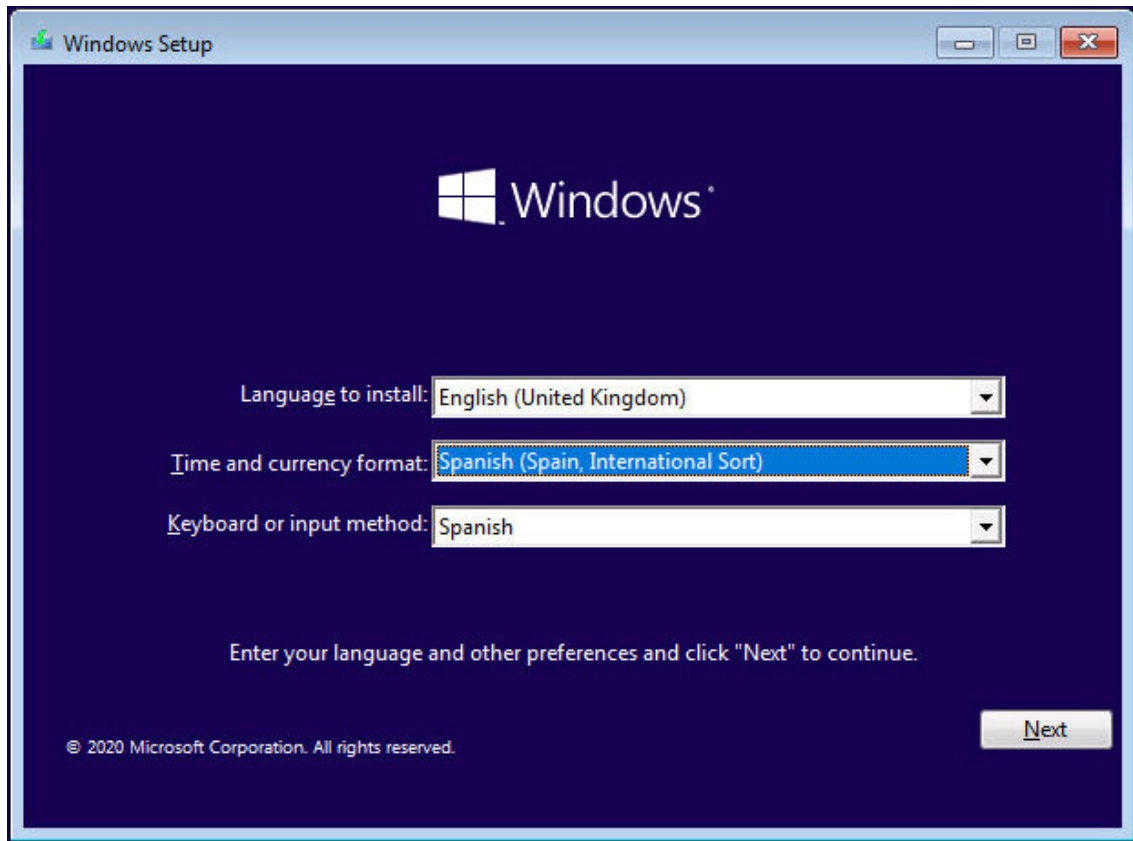 Windows Setup
Windows
Language to install: English (United Kingdom)
Time and currency format: Spanish (Spain, International Sort)
Keyboard or input method: Spanish
Enter your language and other preferences and click "Next" to continue.
Next
© 2020 Microsoft Corporation. All rights reserved.